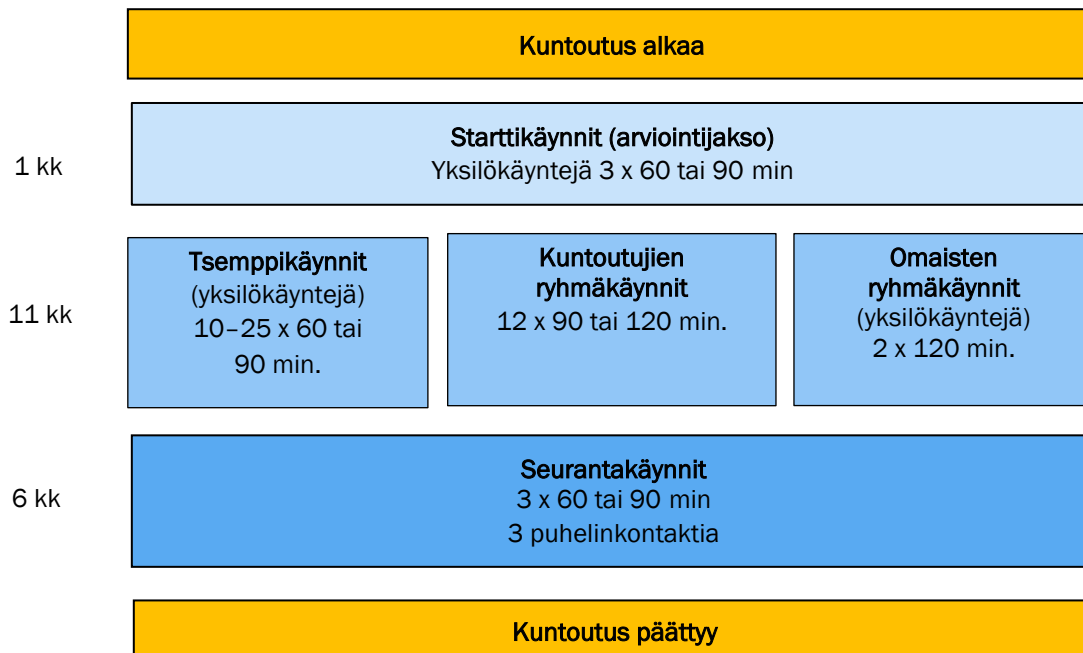 Kuntoutus alkaa
1 kk
Starttikäynnit (arviointijakso)
Yksilökäyntejä 3 x 60 tai 90 min
11 kk
Tsemppikäynnit
(yksilökäyntejä)
10–25 x 60 tai
90 min.
Kuntoutujien
ryhmäkäynnit
12 x 90 tai 120 min.
Omaisten
ryhmäkäynnit
(yksilökäyntejä)
2 x 120 min.
6 kk
Seurantakäynnit
3 x 60 tai 90 min
3 puhelinkontaktia
Kuntoutus päättyy